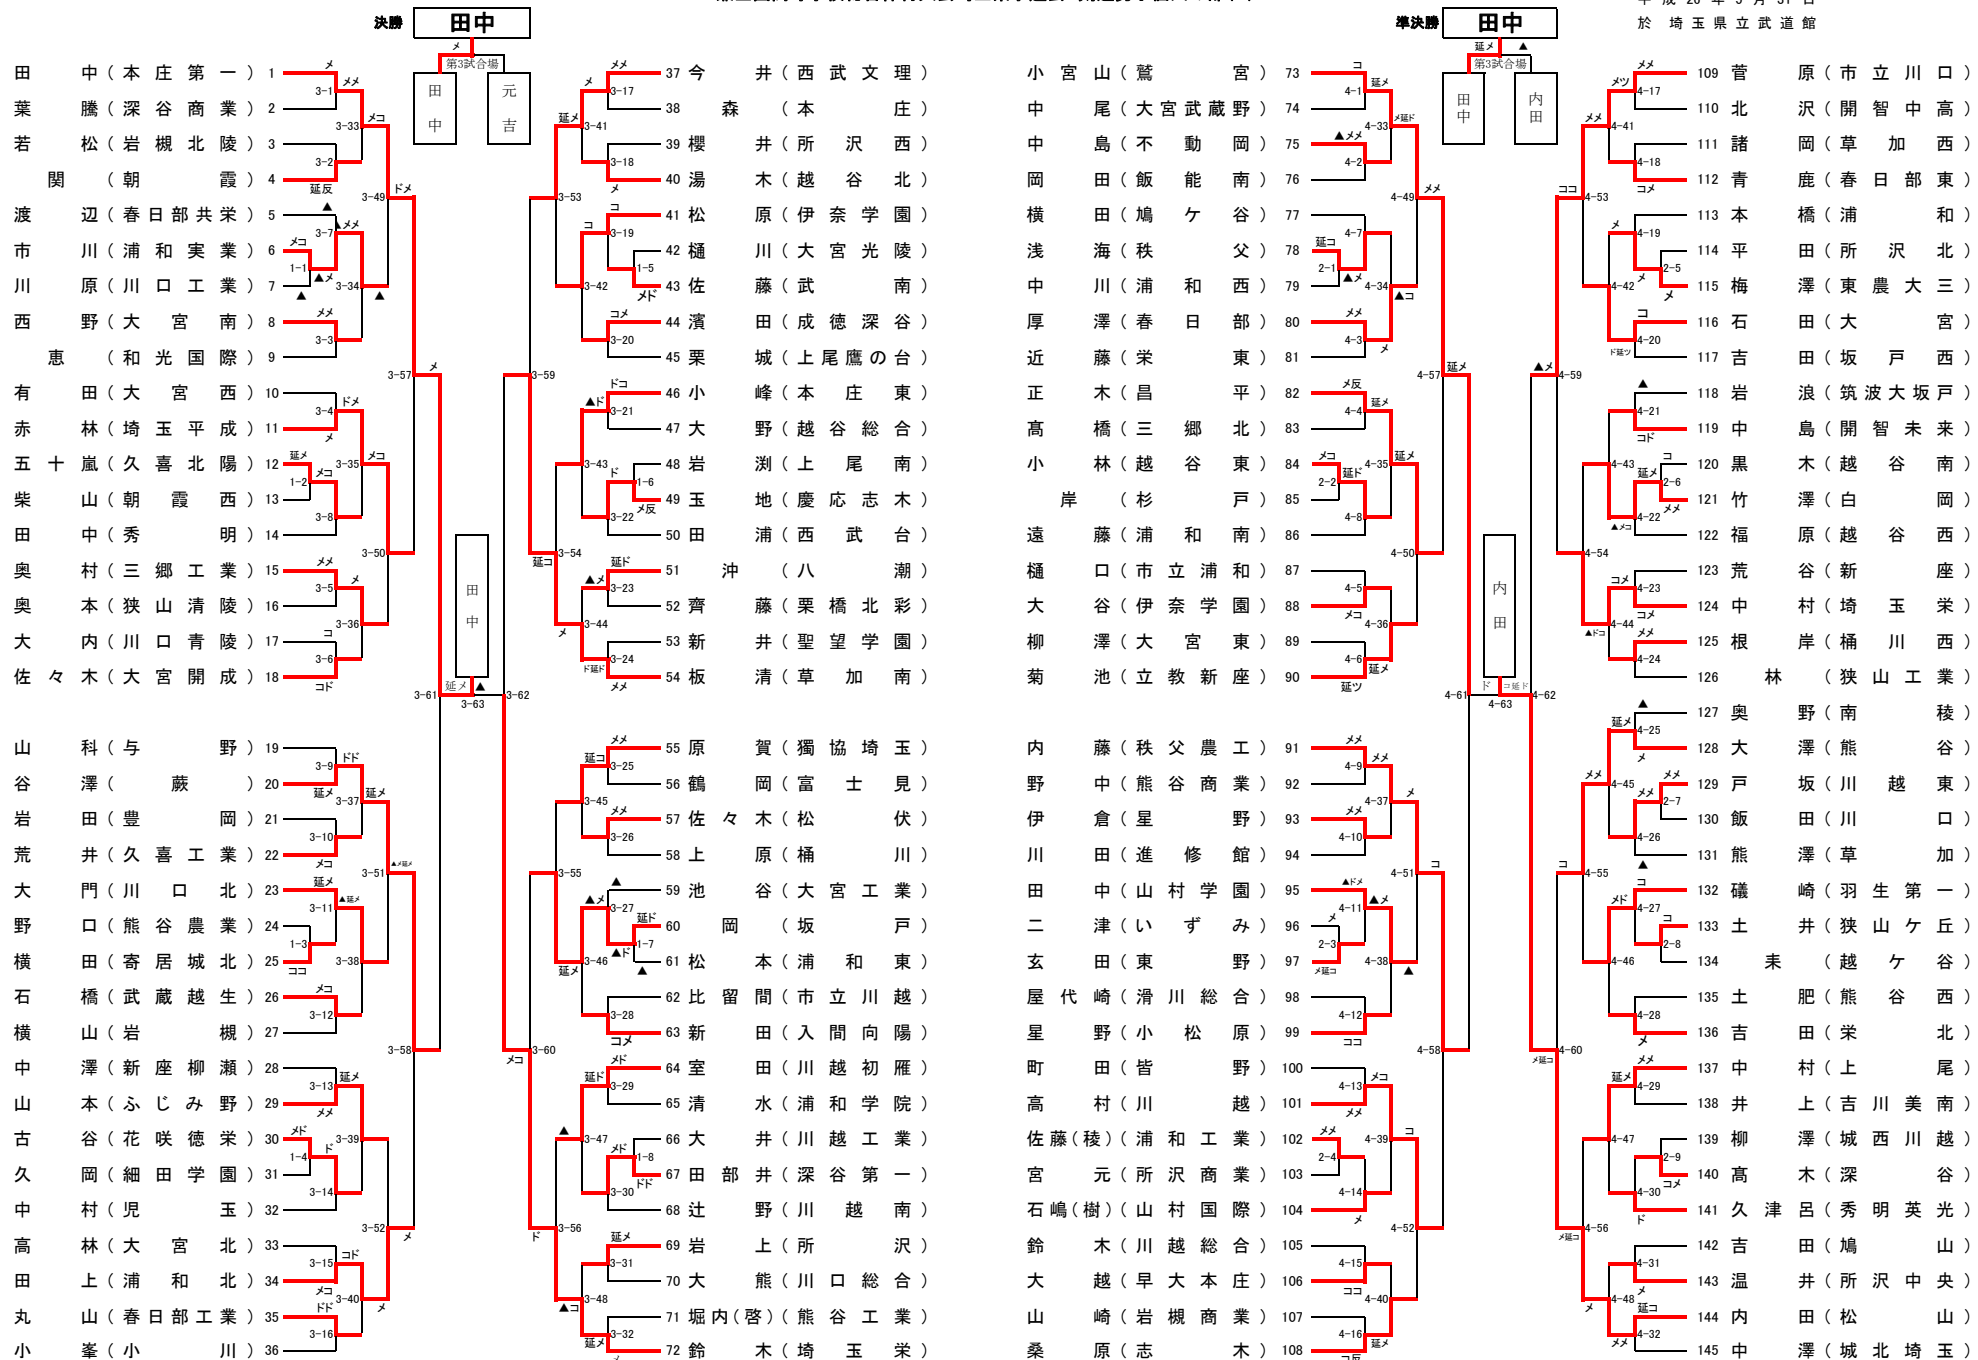 平成26年5月31日
於 埼玉県立武道館
決勝 田中
メ
第3試合場
田中 元吉
準決勝 田中
延メ ▲
第3試合場
田中 内田
田中(本庄第一) 1
葉騰(深谷商業) 2
若松(岩槻北陵) 3
関(朝霞) 4
渡辺(春日部共栄) 5
市川(浦和実業) 6
川原(川口工業) 7
西野(大宮南) 8
恵(和光国際) 9
有田(大宮西) 10
赤林(埼玉平成) 11
五十嵐(久喜北陽) 12
柴山(朝霞西) 13
田中(秀明) 14
奥村(三郷工業) 15
奥本(狭山清陵) 16
大内(川口青陵) 17
佐々木(大宮開成) 18
山科(与野) 19
谷澤(蕨) 20
岩田(豊岡) 21
荒井(久喜工業) 22
大門(川口北) 23
野口(熊谷農業) 24
横田(寄居城北) 25
石橋(武蔵越生) 26
横山(岩槻) 27
中澤(新座柳瀬) 28
山本(ふじみ野) 29
古谷(花咲徳栄) 30
久岡(細田学園) 31
中村(児玉) 32
高林(大宮北) 33
田上(浦和北) 34
丸山(春日部工業) 35
小峯(小川) 36
37 今井(西武文理)
38 森(本庄)
39 櫻井(所沢西)
40 湯木(越谷北)
41 松原(伊奈学園)
42 樋川(大宮光陵)
43 佐藤(武南)
44 濱田(成徳深谷)
45 栗城(上尾鷹の台)
46 小峰(本庄東)
47 大野(越谷総合)
48 岩渕(上尾南)
49 玉地(慶応志木)
50 田浦(西武台)
51 沖(八潮)
52 齊藤(栗橋北彩)
53 新井(聖望学園)
54 板清(草加南)
55 原賀(獨協埼玉)
56 鶴岡(富士見)
57 佐々木(松伏)
58 上原(桶川)
59 池谷(大宮工業)
60 岡(坂戸)
61 松本(浦和東)
62 比留間(市立川越)
63 新田(入間向陽)
64 室田(川越初雁)
65 清水(浦和学院)
66 大井(川越工業)
67 田部井(深谷第一)
68 辻野(川越南)
69 岩上(所沢)
70 大熊(川口総合)
71 堀内(啓)(熊谷工業)
72 鈴木(埼玉栄)
小宮山(鷲宮) 73
中尾(大宮武蔵野) 74
中島(不動岡) 75
岡田(飯能南) 76
横田(鳩ケ谷) 77
浅海(秩父) 78
中川(浦和西) 79
厚澤(春日部) 80
近藤(栄東) 81
正木(昌平) 82
髙橋(三郷北) 83
小林(越谷東) 84
岸(杉戸) 85
遠藤(浦和南) 86
樋口(市立浦和) 87
大谷(伊奈学園) 88
柳澤(大宮東) 89
菊池(立教新座) 90
内藤(秩父農工) 91
野中(熊谷商業) 92
伊倉(星野) 93
川田(進修館) 94
田中(山村学園) 95
二津(いずみ) 96
玄田(東野) 97
屋代崎(滑川総合) 98
星野(小松原) 99
町田(皆野) 100
高村(川越) 101
佐藤(稜)(浦和工業) 102
宮元(所沢商業) 103
石嶋(樹)(山村国際) 104
鈴木(川越総合) 105
大越(早大本庄) 106
山崎(岩槻商業) 107
桑原(志木) 108
109 菅原(市立川口)
110 北沢(開智中高)
111 諸岡(草加西)
112 青鹿(春日部東)
113 本橋(浦和)
114 平田(所沢北)
115 梅澤(東農大三)
116 石田(大宮)
117 吉田(坂戸西)
118 岩浪(筑波大坂戸)
119 中島(開智未来)
120 黒木(越谷南)
121 竹澤(白岡)
122 福原(越谷西)
123 荒谷(新座)
124 中村(埼玉栄)
125 根岸(桶川西)
126 林(狭山工業)
127 奥野(南稜)
128 大澤(熊谷)
129 戸坂(川越東)
130 飯田(川口)
131 熊澤(草加)
132 礒崎(羽生第一)
133 土井(狭山ケ丘)
134 耒(越ケ谷)
135 土肥(熊谷西)
136 吉田(栄北)
137 中村(上尾)
138 井上(吉川美南)
139 柳澤(城西川越)
140 髙木(深谷)
141 久津呂(秀明英光)
142 吉田(鳩山)
143 温井(所沢中央)
144 内田(松山)
145 中澤(城北埼玉)
田中
延メ ▲
3-61 3-63 3-62
内田
ド コ延ド
4-61 4-63 4-62